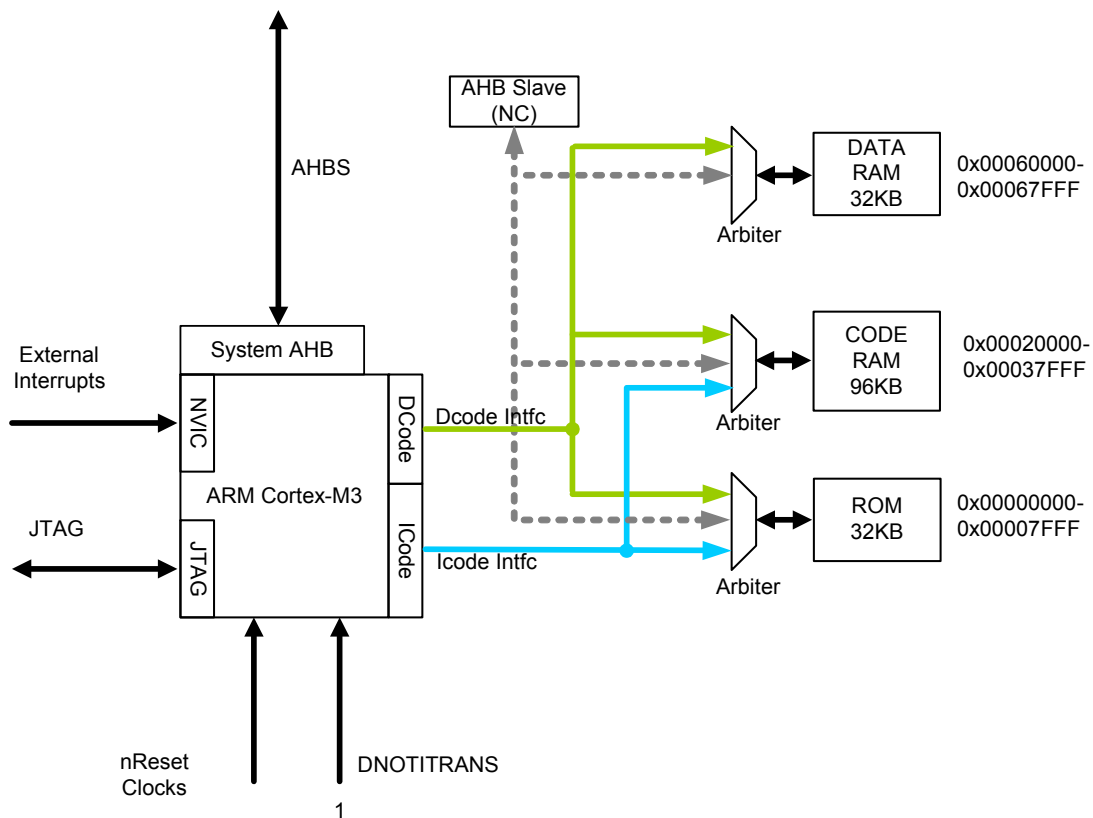 AHB Slave
(NC)
AHBS
DATA
RAM
32KB
0x00060000-
0x00067FFF
Arbiter
System AHB
External
Interrupts
NVIC
DCode
Dcode Intfc
CODE
RAM
96KB
0x00020000-
0x00037FFF
Arbiter
ARM Cortex-M3
JTAG
JTAG
ICode
Icode Intfc
ROM
32KB
0x00000000-
0x00007FFF
Arbiter
nReset
Clocks
DNOTITRANS
1